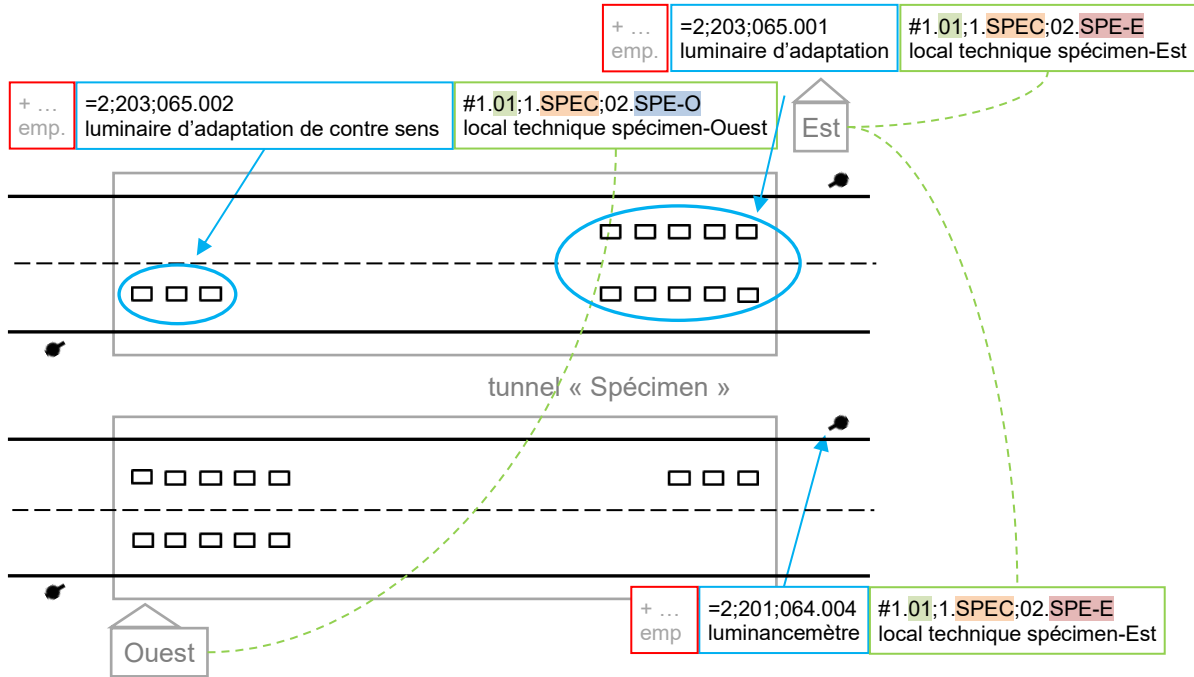 + …
emp.
=2;203;065.001
luminaire d’adaptation
#1.01;1.SPEC;02.SPE-E
local technique spécimen-Est
+ …
emp.
=2;203;065.002
luminaire d’adaptation de contre sens
#1.01;1.SPEC;02.SPE-O
local technique spécimen-Ouest
Est
tunnel « Spécimen »
+ …
emp
=2;201;064.004
luminancemètre
#1.01;1.SPEC;02.SPE-E
local technique spécimen-Est
Ouest